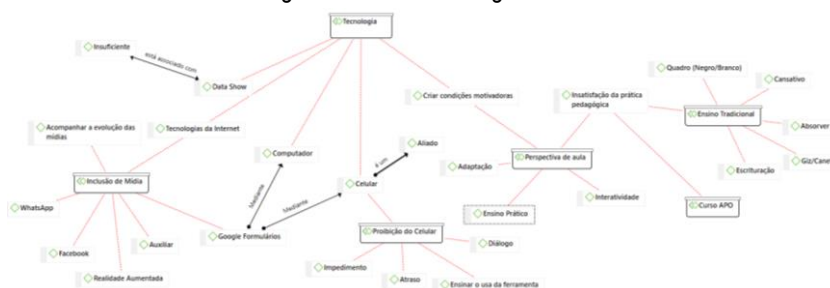 Tecnologia
Insuficiente
está associado com
Data Show
Quadro (Negro/Branco)
Cansativo
Criar condições motivadoras
Insatisfação da prática
pedagógica
Ensino Tradicional
Absorver
Acompanhar a evolução das
mídias
Tecnologias da Internet
Computador
Aliado
é um
Adaptação
Perspectiva de aula
Escrituração
Giz/Cane
Inclusão de Mídia
Celular
Mediante
Mediante
Interatividade
WhatsApp
Ensino Prático
Curso APO
Facebook
Auxiliar
Google Formulários
Proibição do Celular
Diálogo
Realidade Aumentada
Impedimento
Atraso
Ensinar o usa da ferramenta